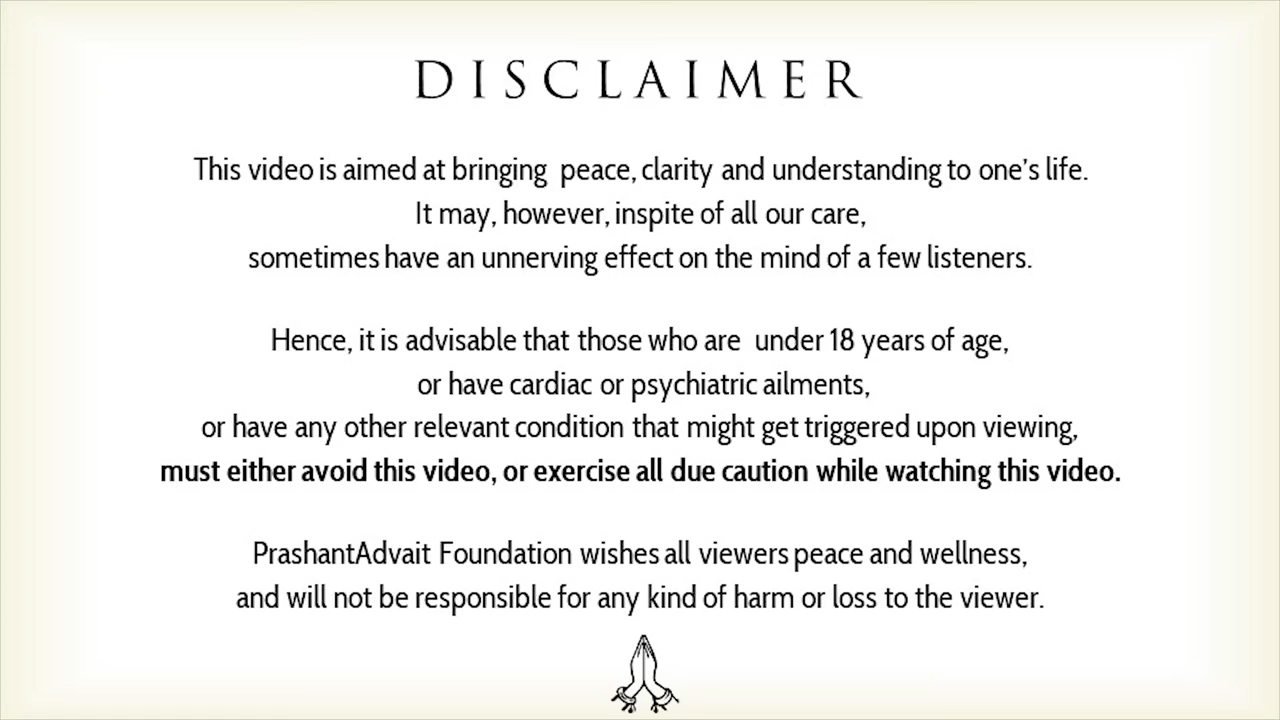 DISCLAIMER
This video is aimed at bringing peace, clarity and understanding to one's life.
It may, however, inspite of all our care,
sometimes have an unnerving effect on the mind of a few listeners.
Hence, it is advisable that those who are under 18 years of age,
or have cardiac or psychiatric ailments,
or have any other relevant condition that might get triggered upon viewing,
must either avoid this video, or exercise all due caution while watching this video.
PrashantAdvait Foundation wishes all viewers peace and wellness,
and will not be responsible for any kind of harm or loss to the viewer.